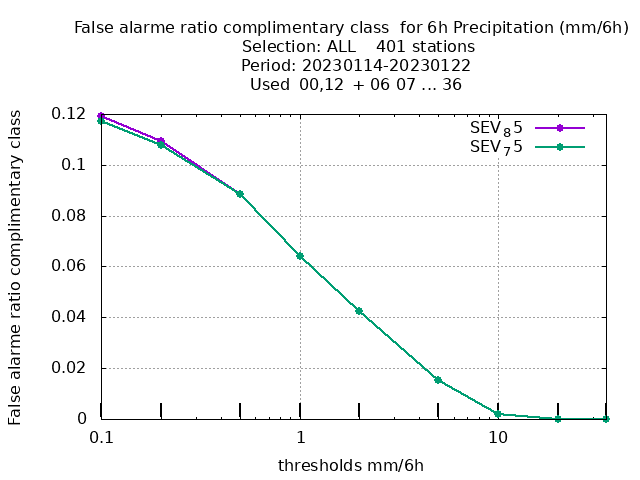 False alarme ratio complimentary class  for 6h Precipitation (mm/6h)
Selection: ALL    401 stations
Period: 20230114-20230122
Used  00,12  + 06 07 ... 36
False alarme ratio complimentary class
0.12
0.1
0.08
0.06
0.04
0.02
0
SEV₈5
SEV₇5
0.1 1 10
thresholds mm/6h